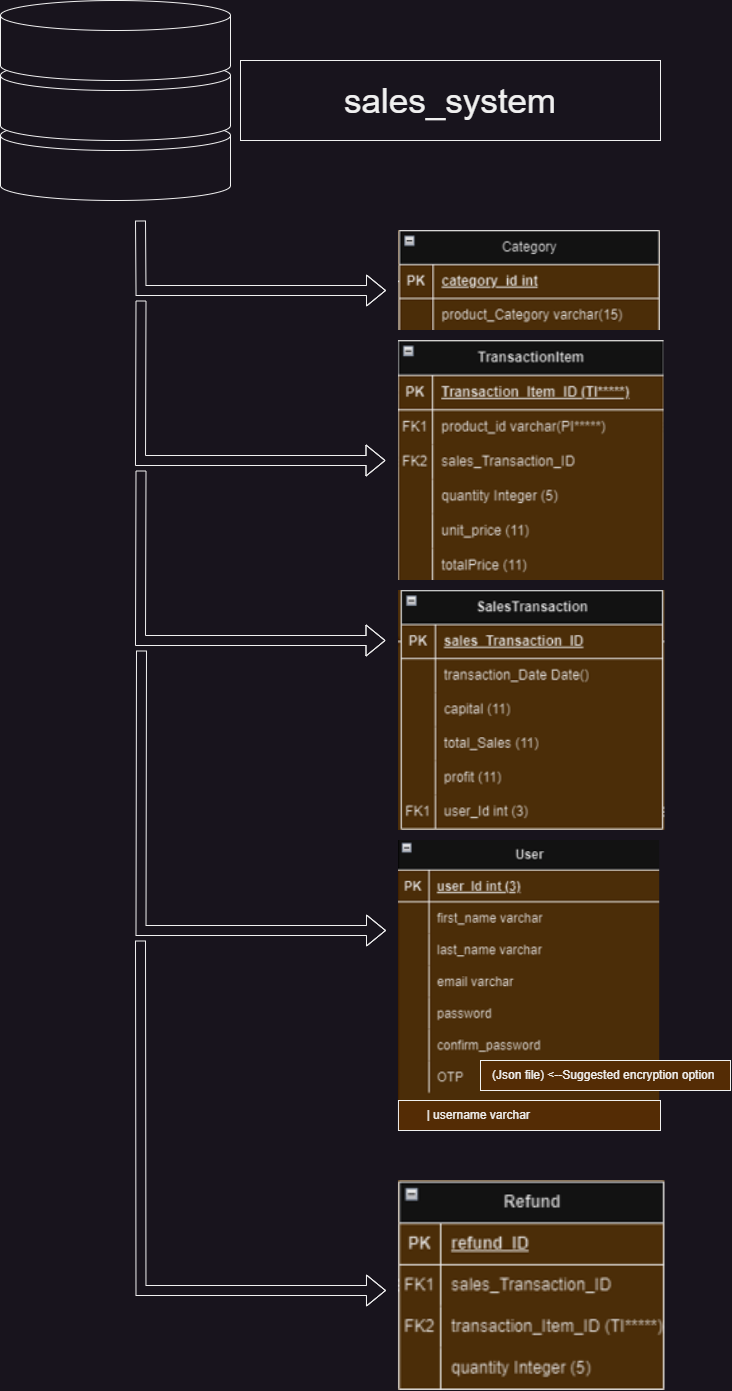 sales_system
Category
PK category_id int
product_Category varchar(15)
TransactionItem
PK Transaction_Item_ID (TI*****)
FK1 product_id varchar(PI*****)
FK2 sales_Transaction_ID
quantity Integer (5)
unit_price (11)
totalPrice (11)
SalesTransaction
PK sales_Transaction_ID
transaction_Date Date()
capital (11)
total_Sales (11)
profit (11)
FK1 user_Id int (3)
User
PK user_Id int (3)
first_name varchar
last_name varchar
email varchar
password
confirm_password
OTP (Json file) <--Suggested encryption option
| username varchar
Refund
PK refund_ID
FK1 sales_Transaction_ID
FK2 transaction_Item_ID (TI*****)
quantity Integer (5)